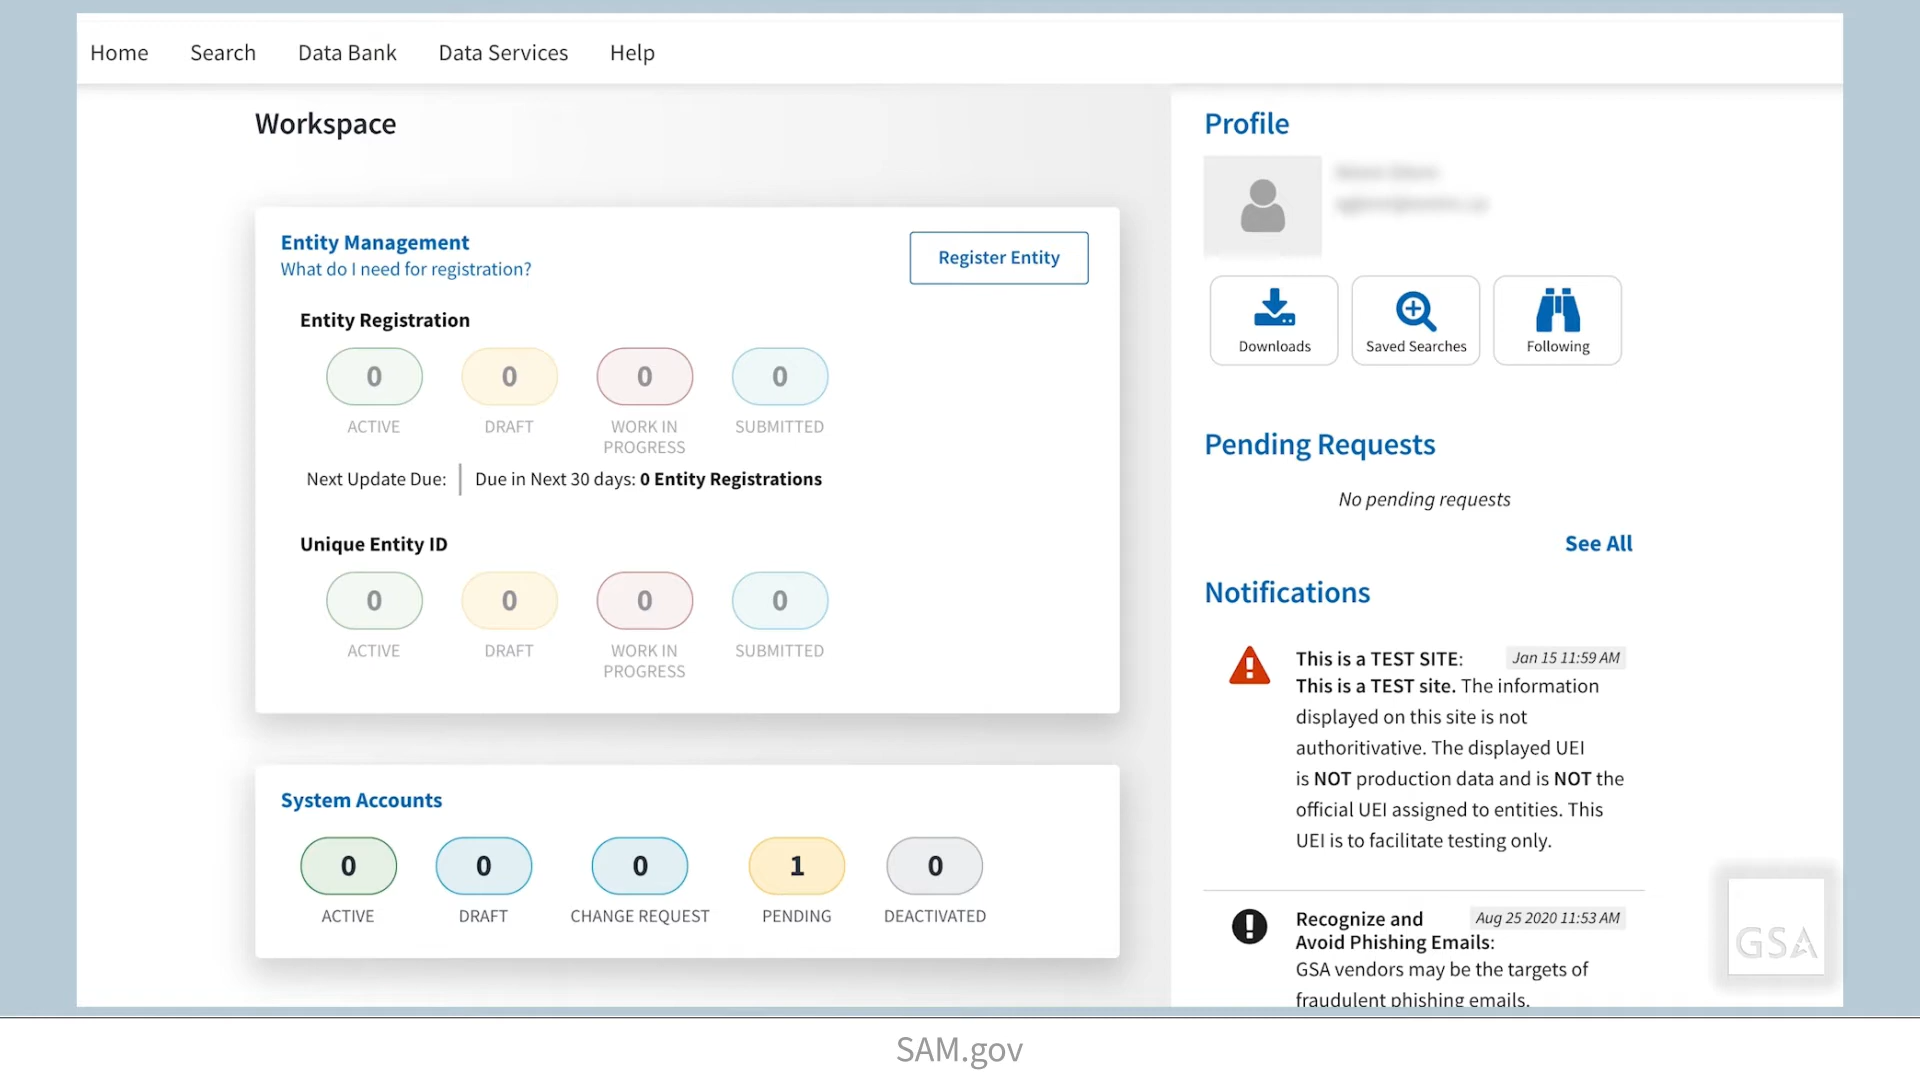 Home Search Data Bank Data Services Help
Workspace
Entity Management
What do I need for registration?
Register Entity
Entity Registration
0 0 0 0
ACTIVE DRAFT WORK IN PROGRESS SUBMITTED
Next Update Due: Due in Next 30 days: 0 Entity Registrations
Unique Entity ID
0 0 0 0
ACTIVE DRAFT WORK IN PROGRESS SUBMITTED
System Accounts
0 0 0 1 0
ACTIVE DRAFT CHANGE REQUEST PENDING DEACTIVATED
Profile
Downloads Saved Searches Following
Pending Requests
No pending requests
See All
Notifications
This is a TEST SITE: Jan 15 11:59 AM
This is a TEST site. The information
displayed on this site is not
authoritivative. The displayed UEI
is NOT production data and is NOT the
official UEI assigned to entities. This
UEI is to facilitate testing only.
Recognize and Aug 25 2020 11:53 AM
Avoid Phishing Emails:
GSA vendors may be the targets of
fraudulent phishing emails.
GSA
SAM.gov